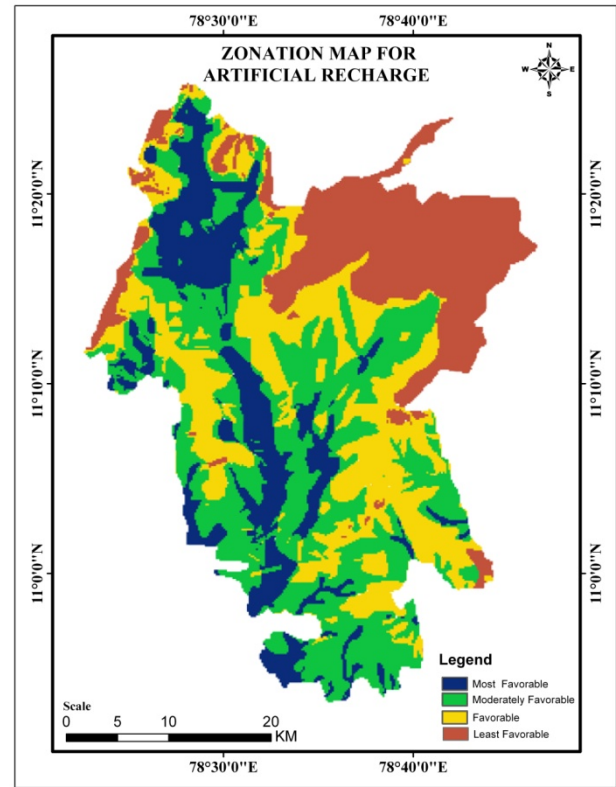 78°30'0"E
78°40'0"E
ZONATION MAP FOR
ARTIFICIAL RECHARGE
N
W
E
S
11°20'0"N
11°20'0"N
11°10'0"N
11°10'0"N
11°0'0"N
11°0'0"N
Legend
Most Favorable
Moderately Favorable
Favorable
Least Favorable
Scale
0 5 10 20
KM
78°30'0"E
78°40'0"E